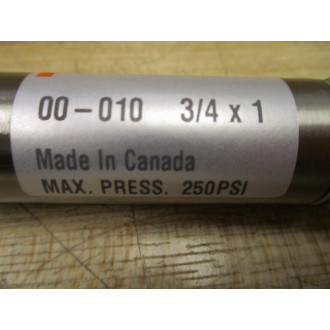 00-010 3/4 x 1
Made In Canada
MAX. PRESS. 250PSI